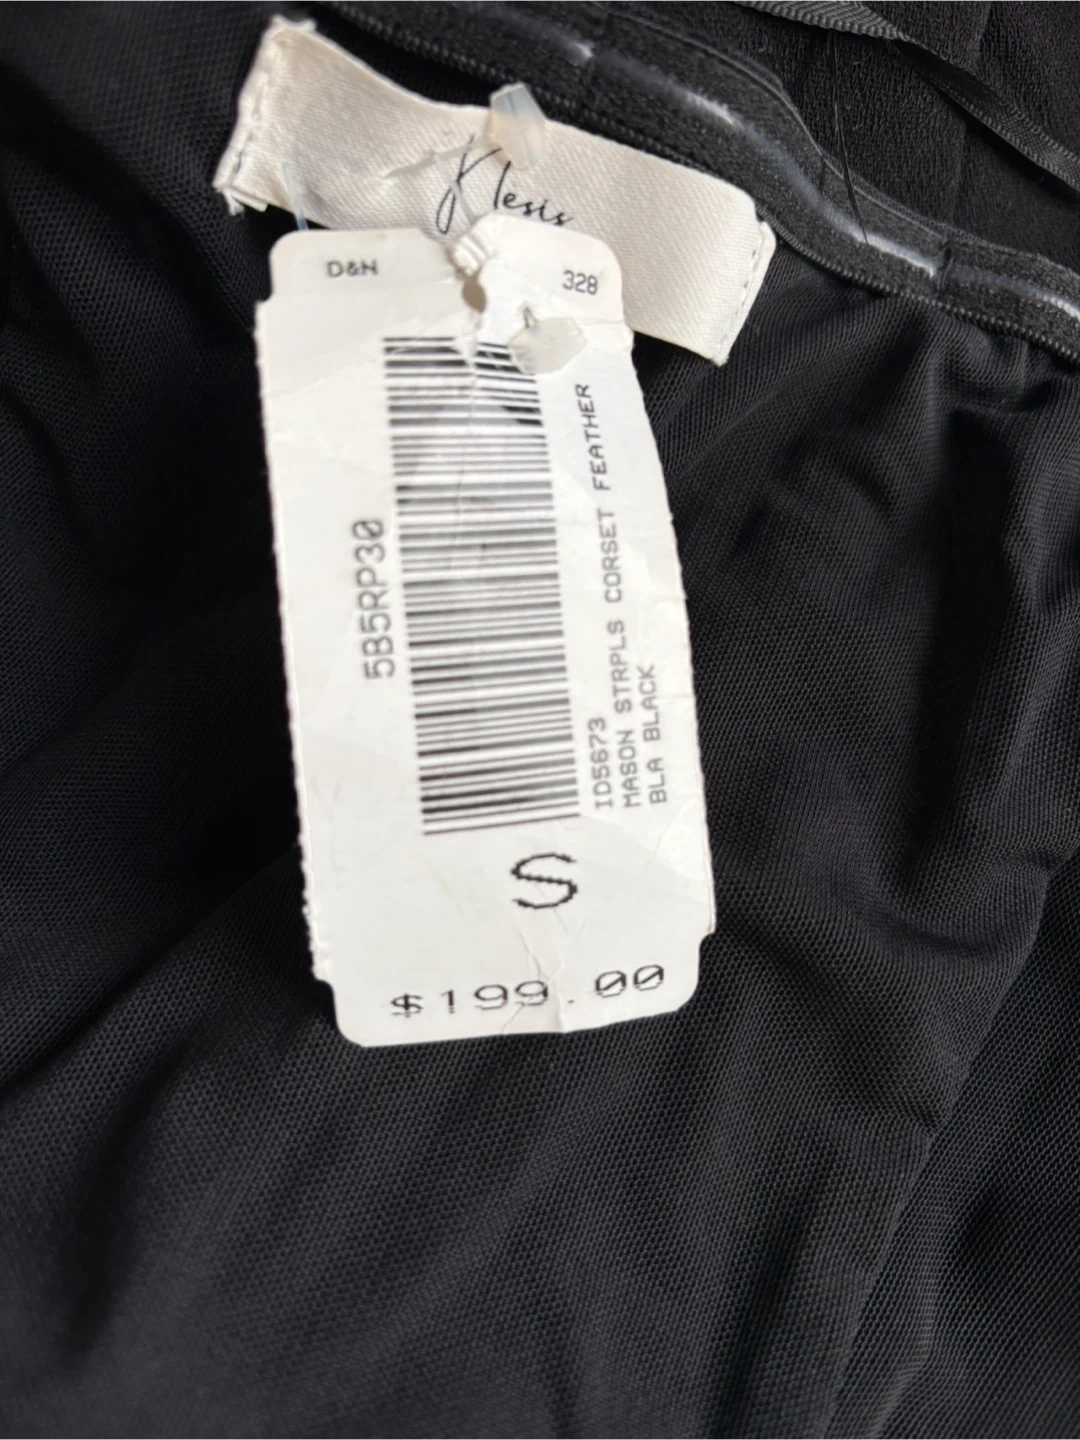 Klesis
D&N
328
5B5RP30
ID5673
MASON STRPLS CORSET FEATHER
BLA BLACK
S
$199.00